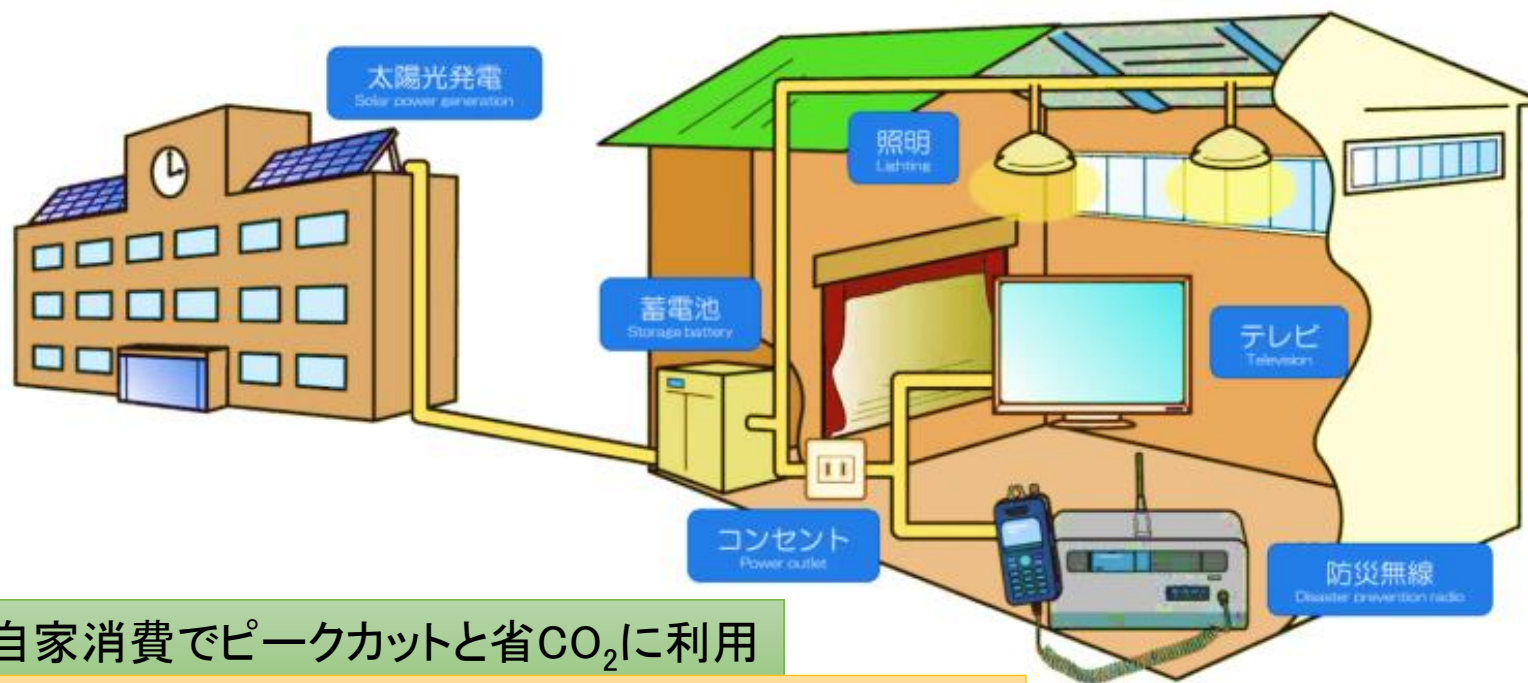 太陽光発電
Solar power generation
照明
Lighting
蓄電池
Storage battery
テレビ
Television
コンセント
Power outlet
防災無線
Disaster prevention radio
自家消費でピークカットと省CO₂に利用